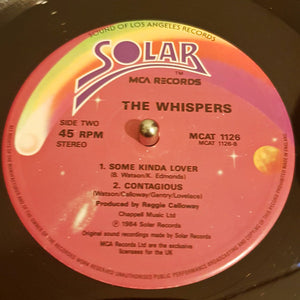 SOUND OF LOS ANGELES RECORDS
SOLAR
TM
MCA RECORDS
THE WHISPERS
SIDE TWO
45 RPM
STEREO
MCAT 1126
MCAT 1126-B
1. SOME KINDA LOVER
(B. Watson/K. Edmonds)
2. CONTAGIOUS
(Watson/Calloway/Gantry/Lovelace)
Produced by Reggie Calloway
Chappell Music Ltd
℗ 1984 Solar Records
Original sound recordings made by Solar Records
MCA Records Ltd are the exclusive
licensees for the UK